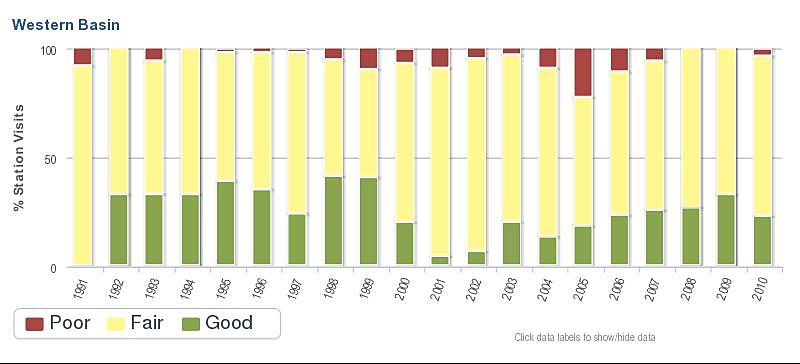 Western Basin
% Station Visits
100
50
0
1991 1992 1993 1994 1995 1996 1997 1998 1999 2000 2001 2002 2003 2004 2005 2006 2007 2008 2009 2010
Poor Fair Good
Click data labels to show/hide data